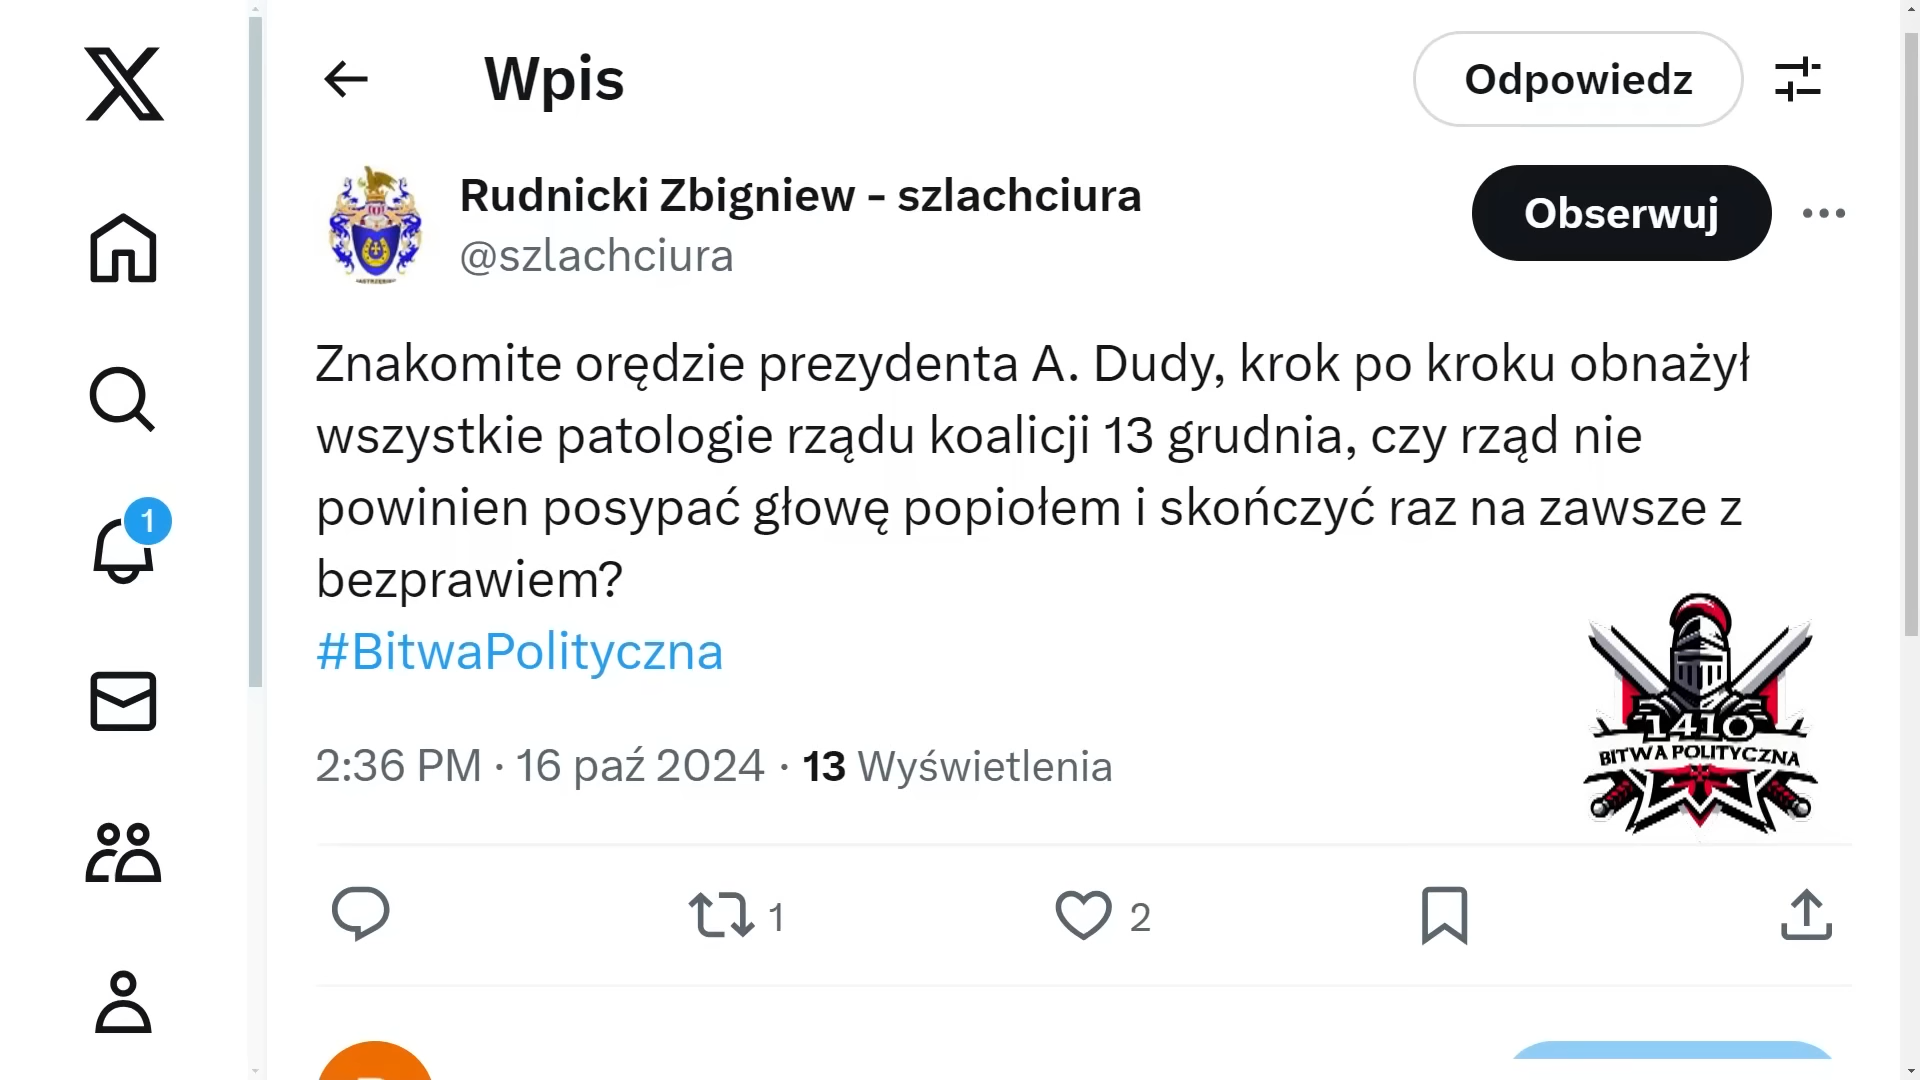 Wpis
Odpowiedz
Rudnicki Zbigniew - szlachciura
@szlachciura
Obserwuj
Znakomite orędzie prezydenta A. Dudy, krok po kroku obnażył
wszystkie patologie rządu koalicji 13 grudnia, czy rząd nie
powinien posypać głowę popiołem i skończyć raz na zawsze z
bezprawiem?
#BitwaPolityczna
1
1410
BITWA POLITYCZNA
2:36 PM · 16 paź 2024 · 13 Wyświetlenia
1
2